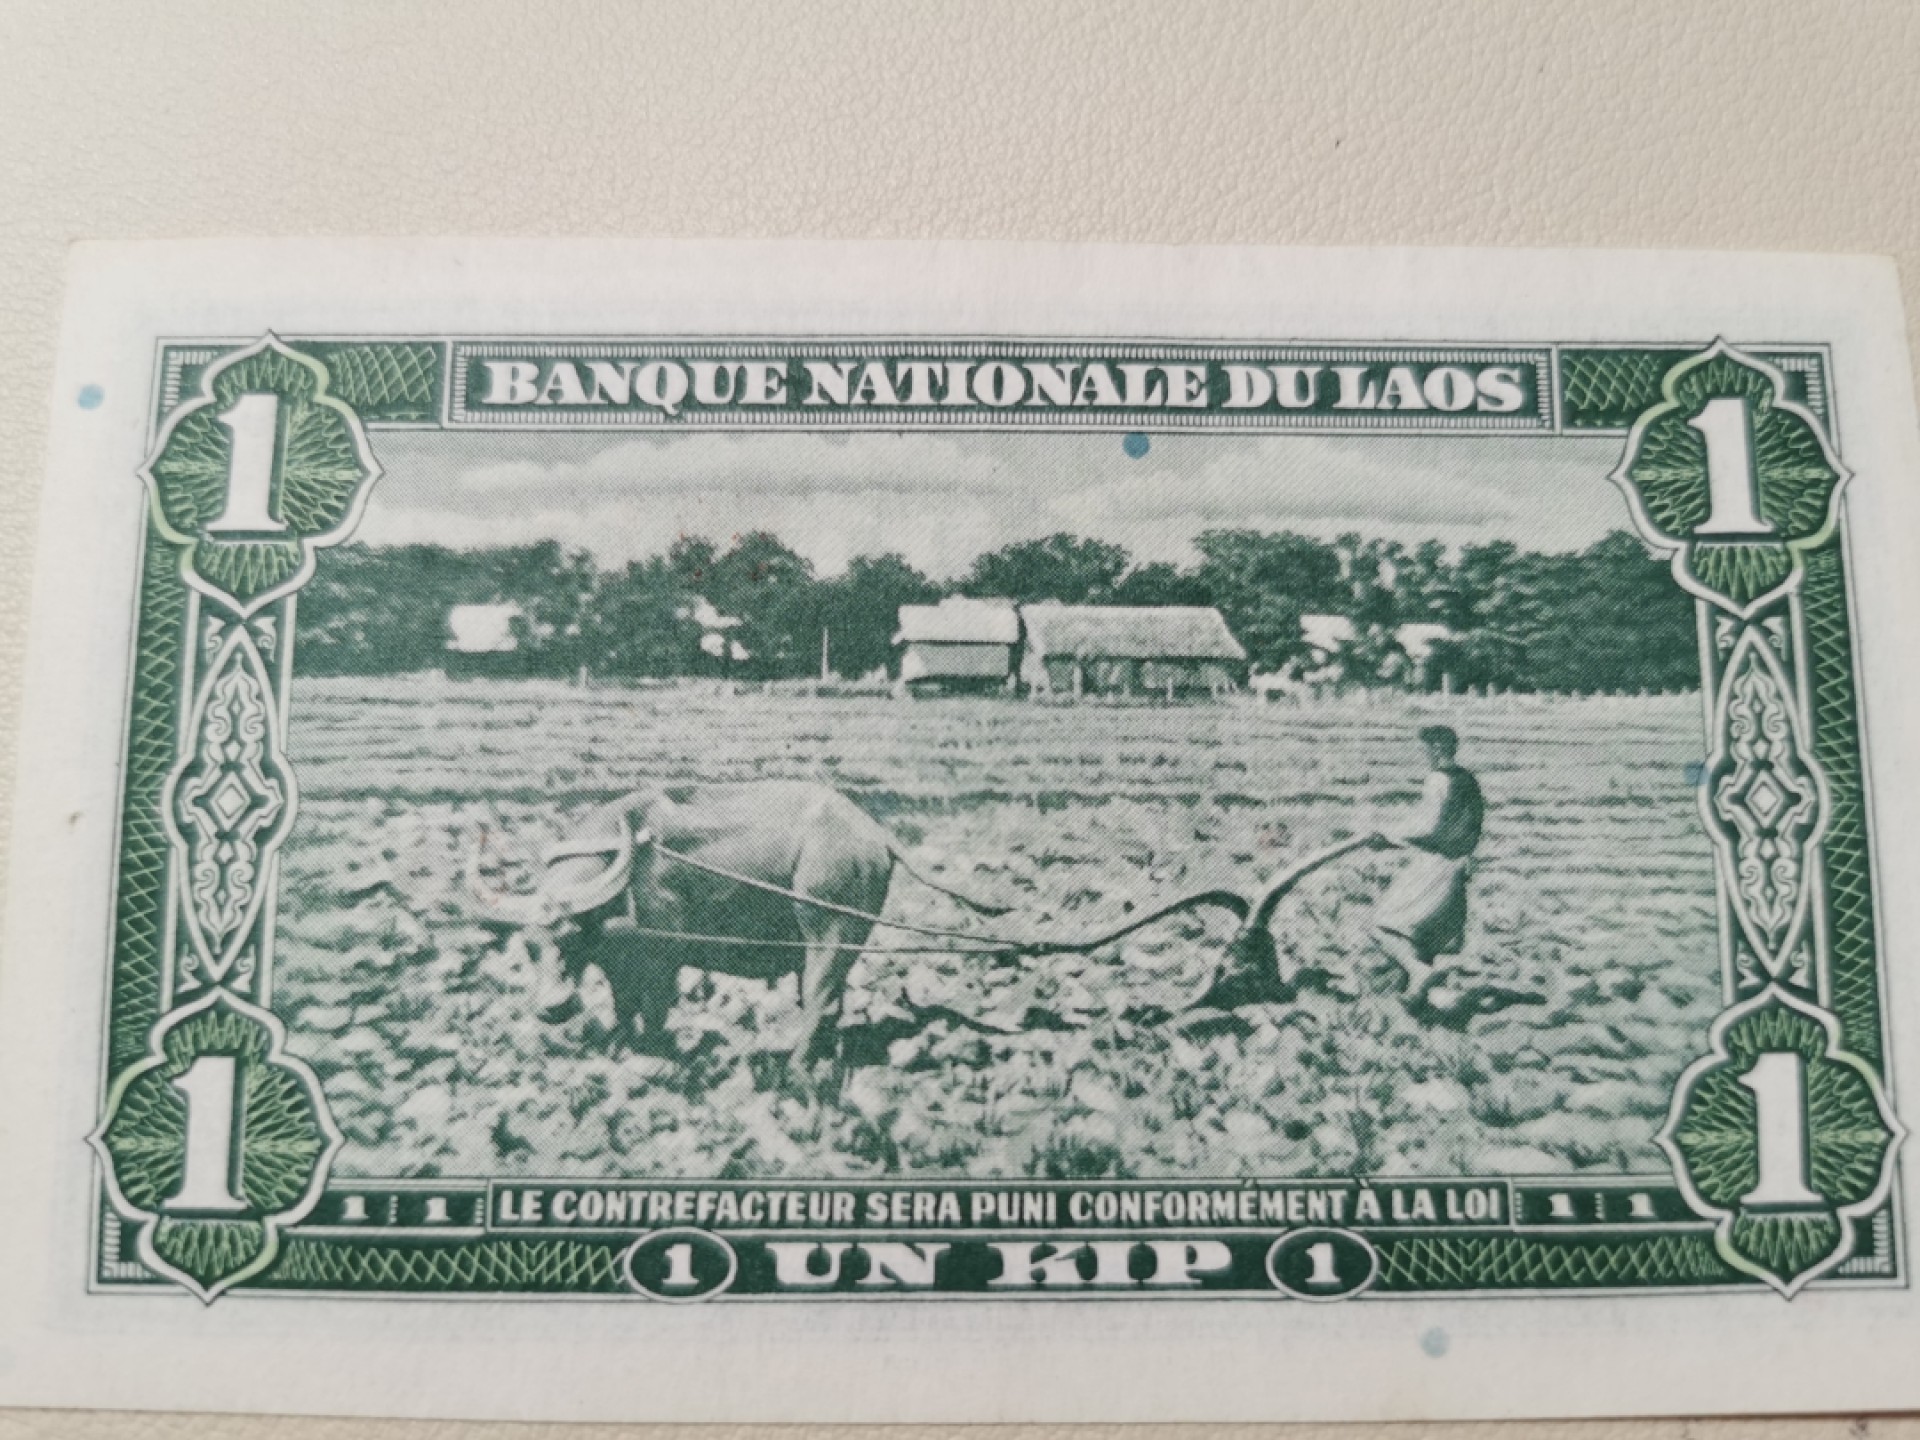 1 BANQUE NATIONALE DU LAOS 1
1 1 1 LE CONTREFACTEUR SERA PUNI CONFORMÉMENT À LA LOI 1 1 1
1 UN KIP 1